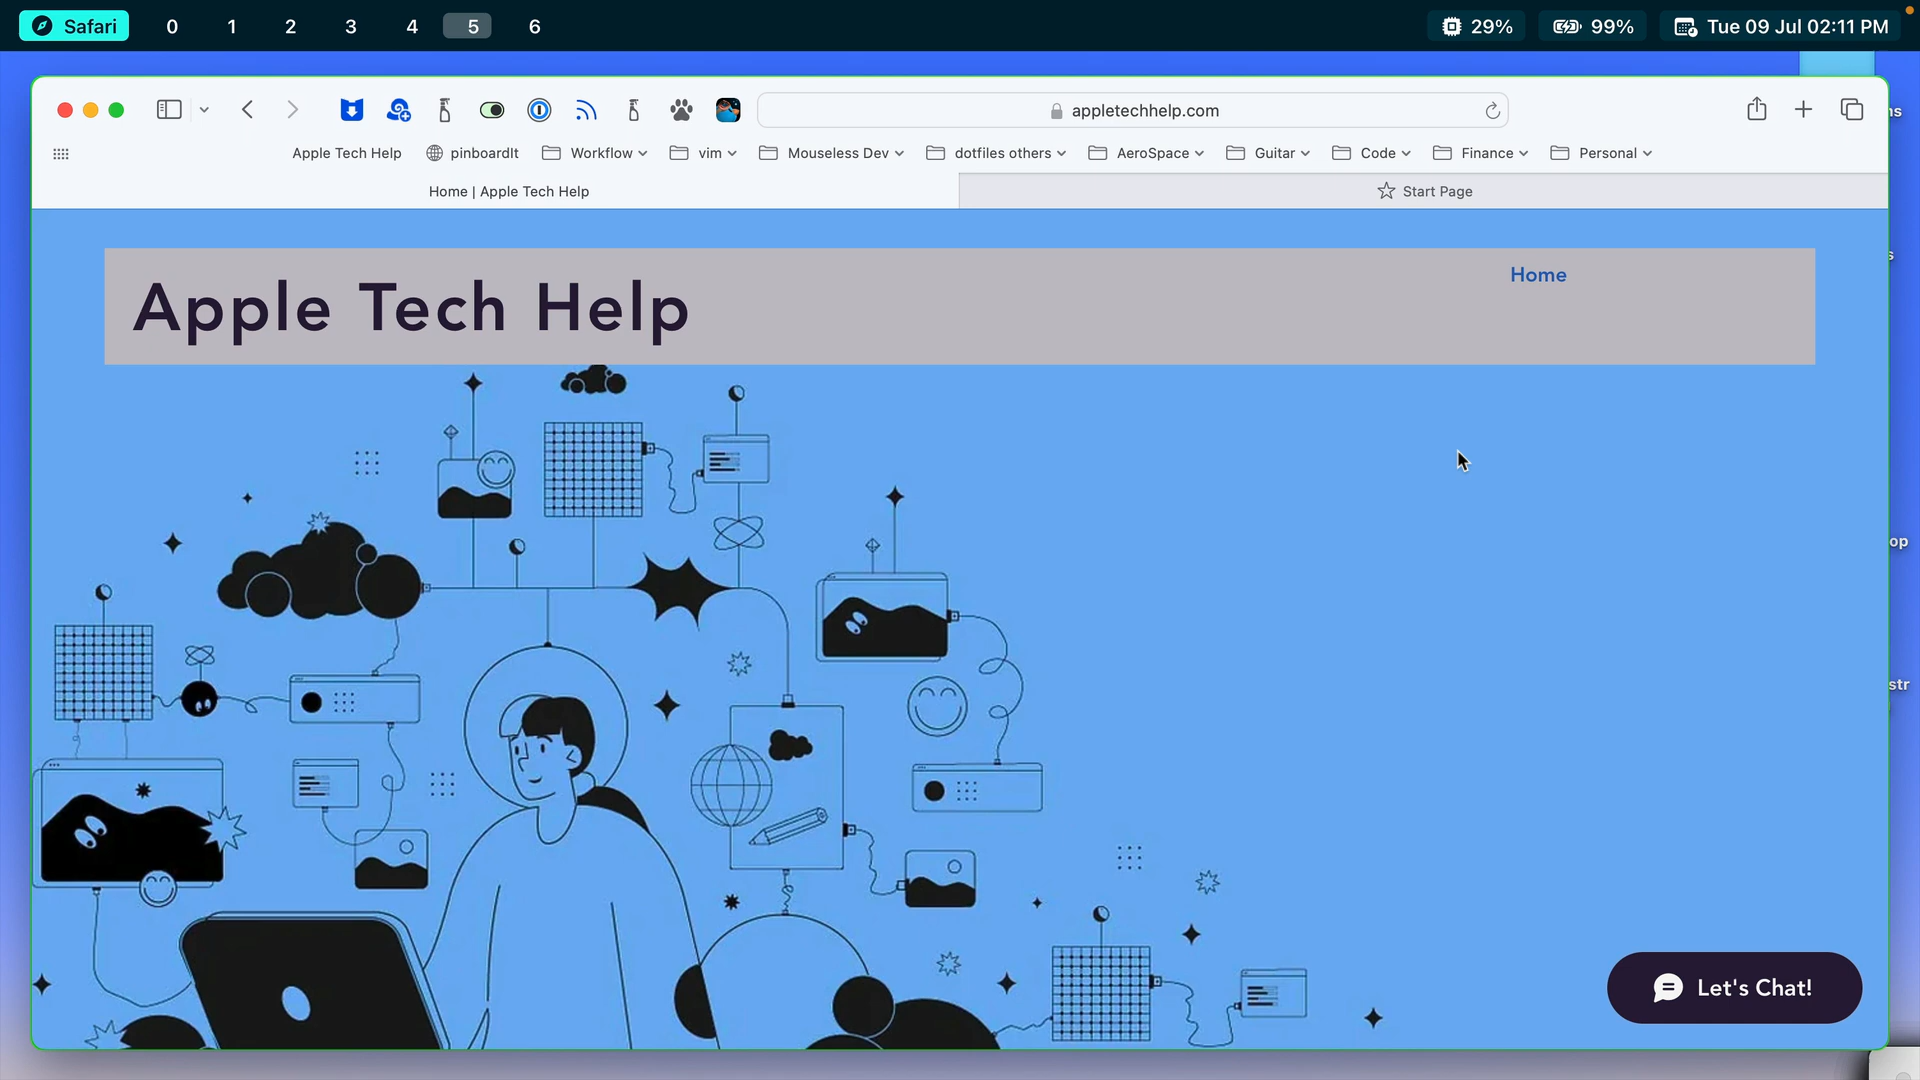 Safari 0 1 2 3 4 5 6 29% 99% Tue 09 Jul 02:11 PM
appletechhelp.com
Apple Tech Help pinboardlt Workflow vim Mouseless Dev dotfiles others AeroSpace Guitar Code Finance Personal
Home | Apple Tech Help Start Page
Apple Tech Help
Home
Let's Chat!